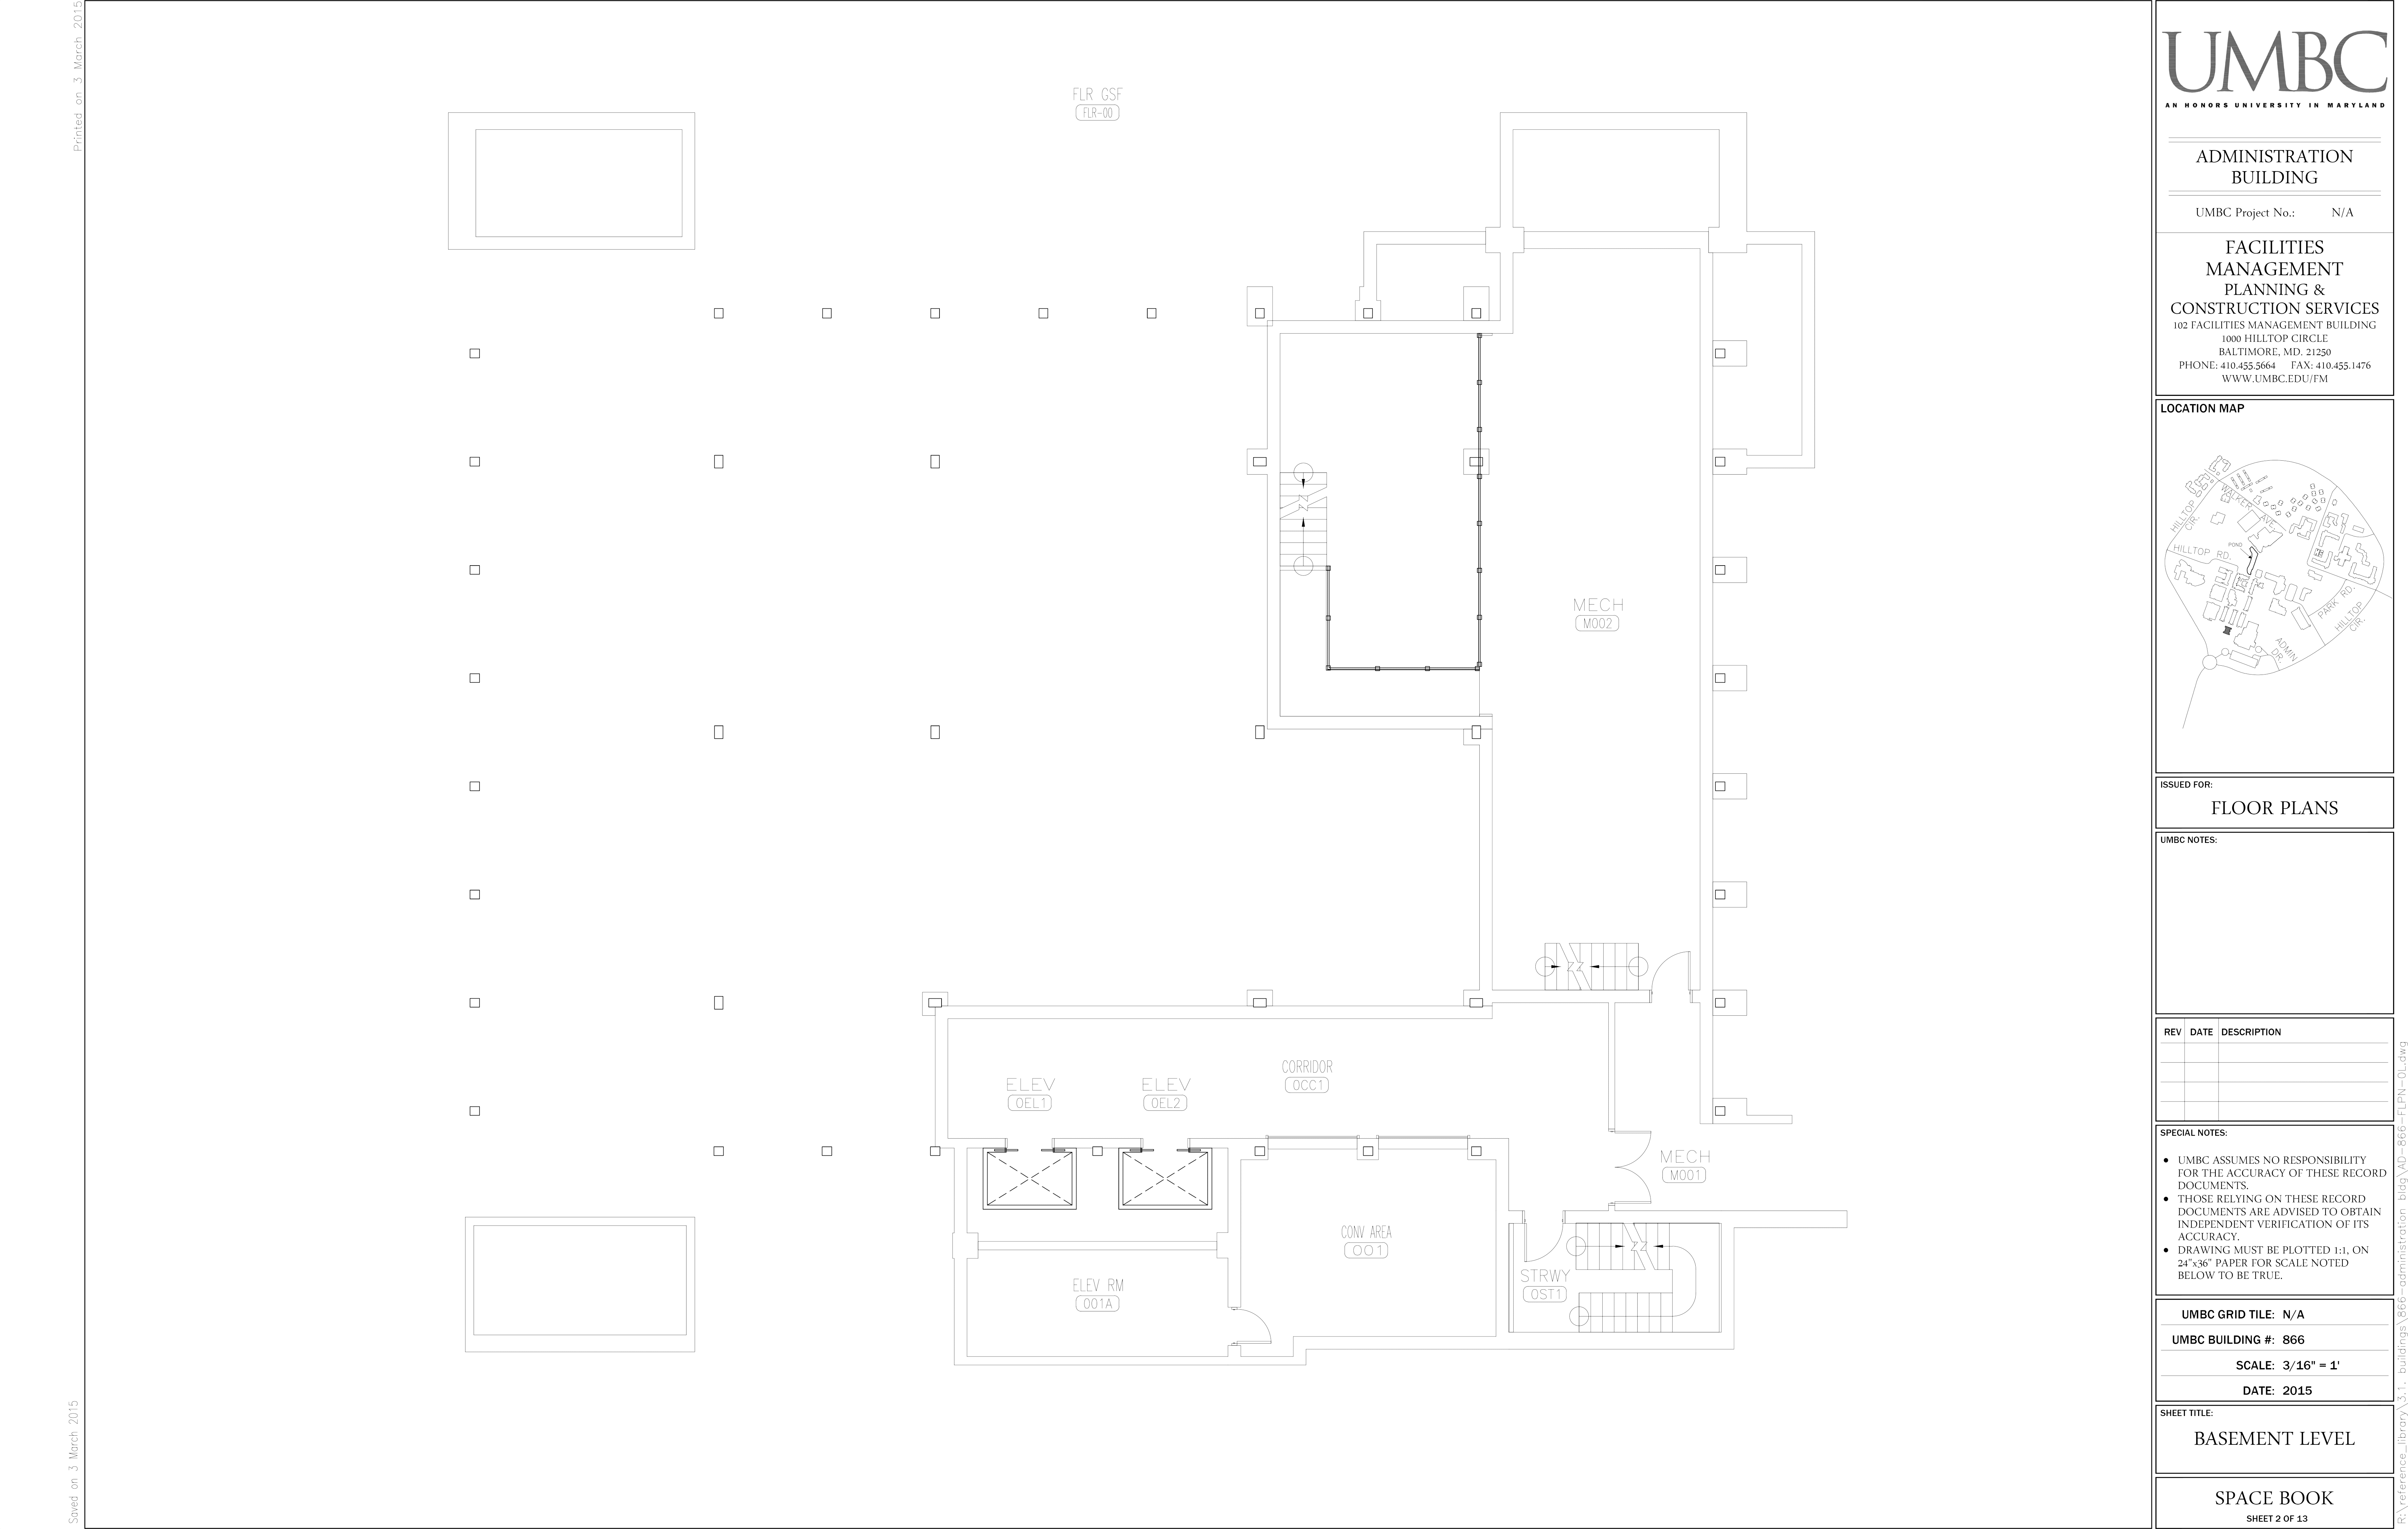 Printed on 3 March 2015
Saved on 3 March 2015
FLR GSF
FLR-00
MECH
M002
CORRIDOR
0CC1
ELEV
0EL1
ELEV
0EL2
MECH
M001
CONV AREA
001
ELEV RM
001A
STRWY
0ST1
UMBC
AN HONORS UNIVERSITY IN MARYLAND
ADMINISTRATION
BUILDING
UMBC Project No.: N/A
FACILITIES
MANAGEMENT
PLANNING &
CONSTRUCTION SERVICES
102 FACILITIES MANAGEMENT BUILDING
1000 HILLTOP CIRCLE
BALTIMORE, MD. 21250
PHONE: 410.455.5664 FAX: 410.455.1476
WWW.UMBC.EDU/FM
LOCATION MAP
WALKER AVE.
HILLTOP
CIR.
POND
HILLTOP RD.
PARK RD.
HILLTOP
CIR.
ADMIN
DR.
ISSUED FOR:
FLOOR PLANS
UMBC NOTES:
REV DATE DESCRIPTION
SPECIAL NOTES:
● UMBC ASSUMES NO RESPONSIBILITY
FOR THE ACCURACY OF THESE RECORD
DOCUMENTS.
● THOSE RELYING ON THESE RECORD
DOCUMENTS ARE ADVISED TO OBTAIN
INDEPENDENT VERIFICATION OF ITS
ACCURACY.
● DRAWING MUST BE PLOTTED 1:1, ON
24"x36" PAPER FOR SCALE NOTED
BELOW TO BE TRUE.
UMBC GRID TILE: N/A
UMBC BUILDING #: 866
SCALE: 3/16" = 1'
DATE: 2015
SHEET TITLE:
BASEMENT LEVEL
SPACE BOOK
SHEET 2 OF 13
R:\reference_library\3.1. buildings\866-administration bldg\AD-866-FLPN-0L.dwg